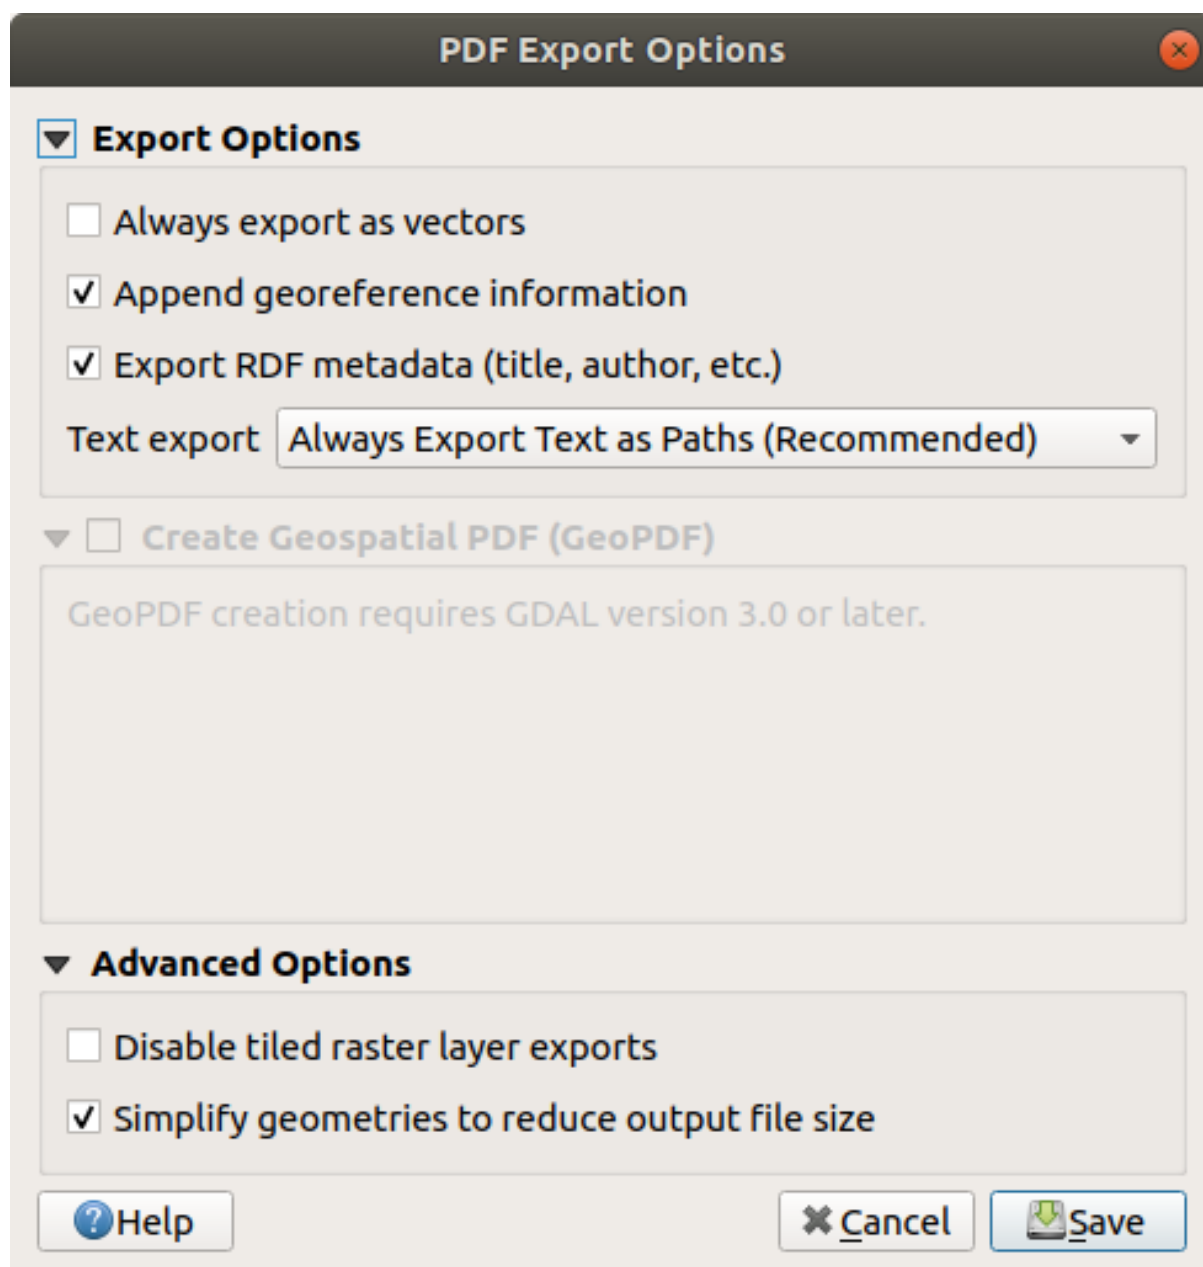 PDF Export Options
Export Options
Always export as vectors
Append georeference information
Export RDF metadata (title, author, etc.)
Text export Always Export Text as Paths (Recommended)
Create Geospatial PDF (GeoPDF)
GeoPDF creation requires GDAL version 3.0 or later.
Advanced Options
Disable tiled raster layer exports
Simplify geometries to reduce output file size
Help Cancel Save